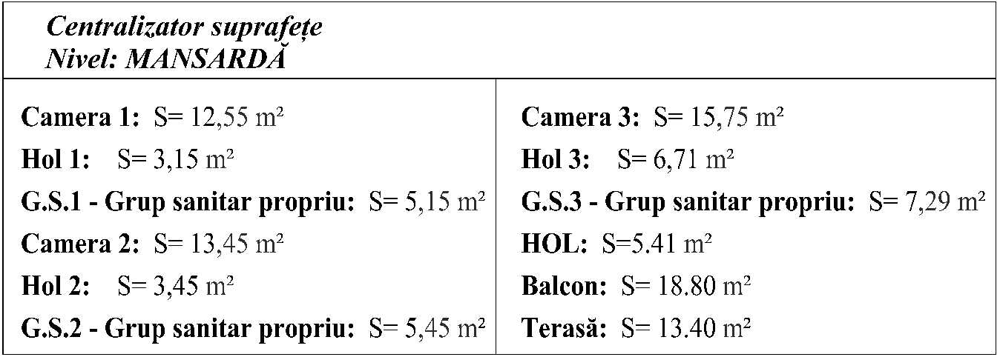 Centralizator suprafețe
Nivel: MANSARDĂ
Camera 1: S= 12,55 m²
Hol 1: S= 3,15 m²
G.S.1 - Grup sanitar propriu: S= 5,15 m²
Camera 2: S= 13,45 m²
Hol 2: S= 3,45 m²
G.S.2 - Grup sanitar propriu: S= 5,45 m²
Camera 3: S= 15,75 m²
Hol 3: S= 6,71 m²
G.S.3 - Grup sanitar propriu: S= 7,29 m²
HOL: S=5.41 m²
Balcon: S= 18.80 m²
Terasă: S= 13.40 m²